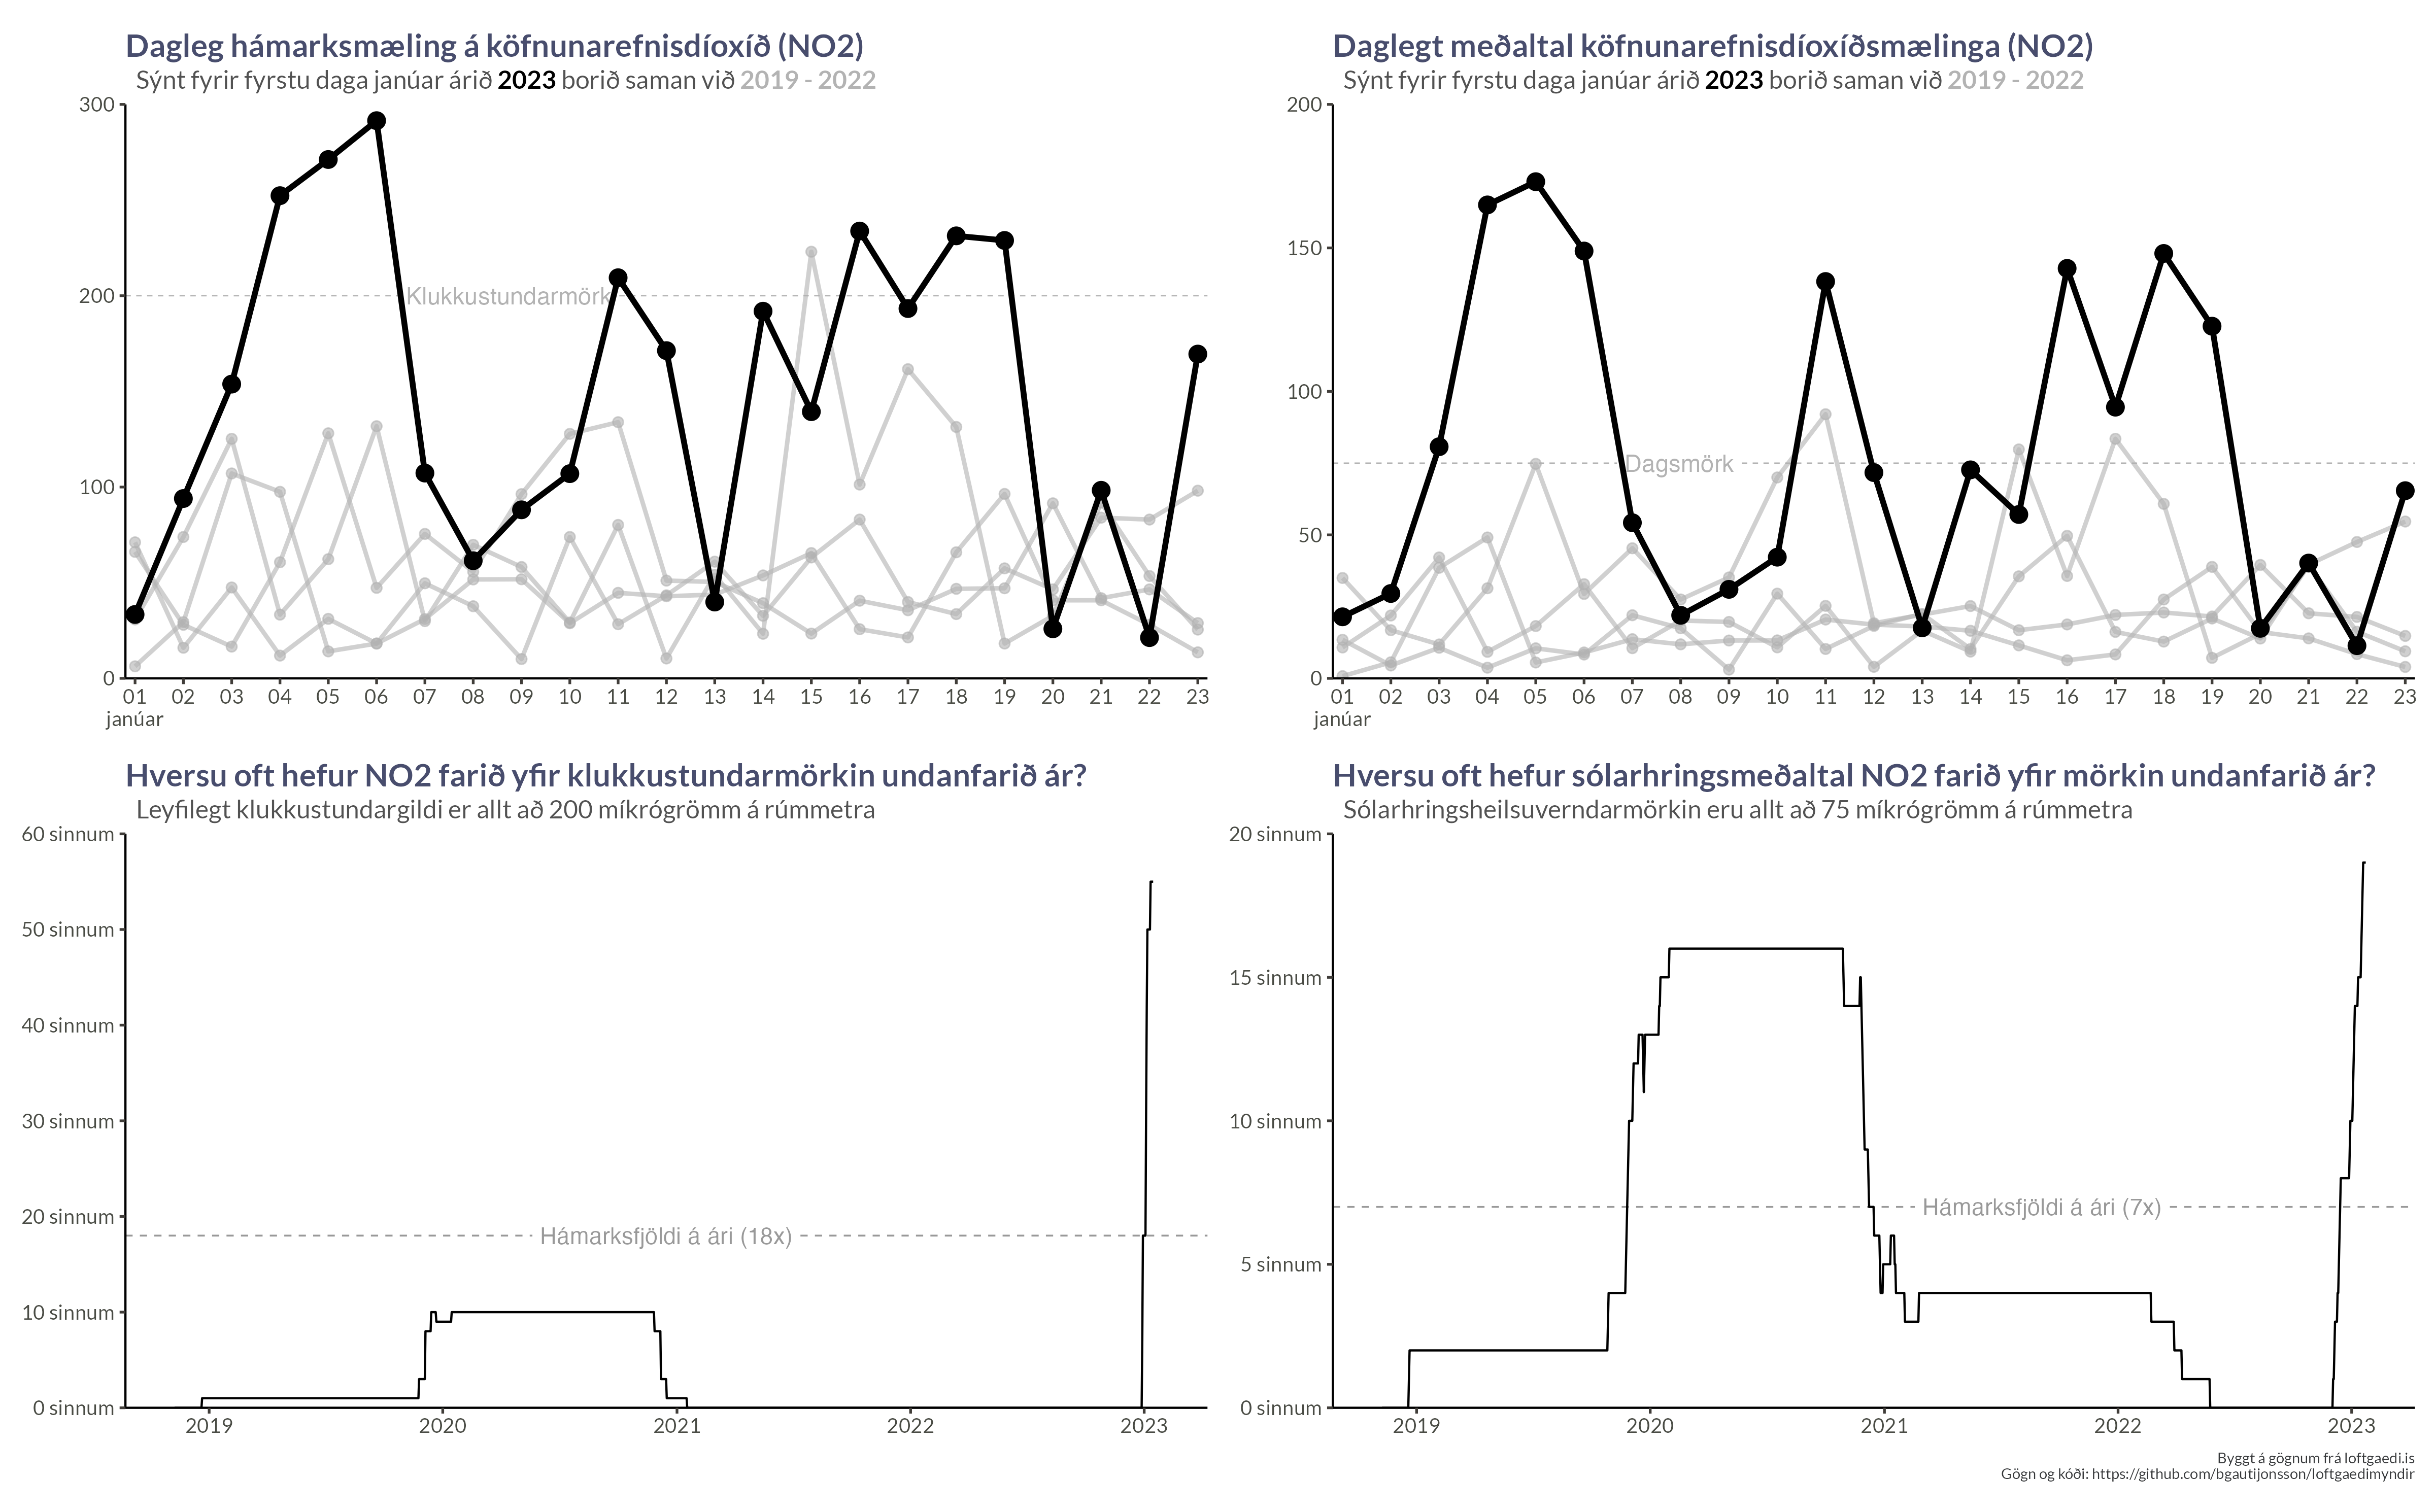 Dagleg hámarksmæling á köfnunarefnisdíoxíð (NO2)
Sýnt fyrir fyrstu daga janúar árið 2023 borið saman við 2019 - 2022
300
200
100
0
Klukkustundarmörk
01 02 03 04 05 06 07 08 09 10 11 12 13 14 15 16 17 18 19 20 21 22 23
janúar
Daglegt meðaltal köfnunarefnisdíoxíðsmælinga (NO2)
Sýnt fyrir fyrstu daga janúar árið 2023 borið saman við 2019 - 2022
200
150
100
50
0
Dagsmörk
01 02 03 04 05 06 07 08 09 10 11 12 13 14 15 16 17 18 19 20 21 22 23
janúar
Hversu oft hefur NO2 farið yfir klukkustundarmörkin undanfarið ár?
Leyfilegt klukkustundargildi er allt að 200 míkrógrömm á rúmmetra
60 sinnum
50 sinnum
40 sinnum
30 sinnum
20 sinnum
10 sinnum
0 sinnum
Hámarksfjöldi á ári (18x)
2019 2020 2021 2022 2023
Hversu oft hefur sólarhringsmeðaltal NO2 farið yfir mörkin undanfarið ár?
Sólarhringsheilsuverndarmörkin eru allt að 75 míkrógrömm á rúmmetra
20 sinnum
15 sinnum
10 sinnum
5 sinnum
0 sinnum
Hámarksfjöldi á ári (7x)
2019 2020 2021 2022 2023
Byggt á gögnum frá loftgaedi.is
Gögn og kóði: https://github.com/bgautijonsson/loftgaedimyndir